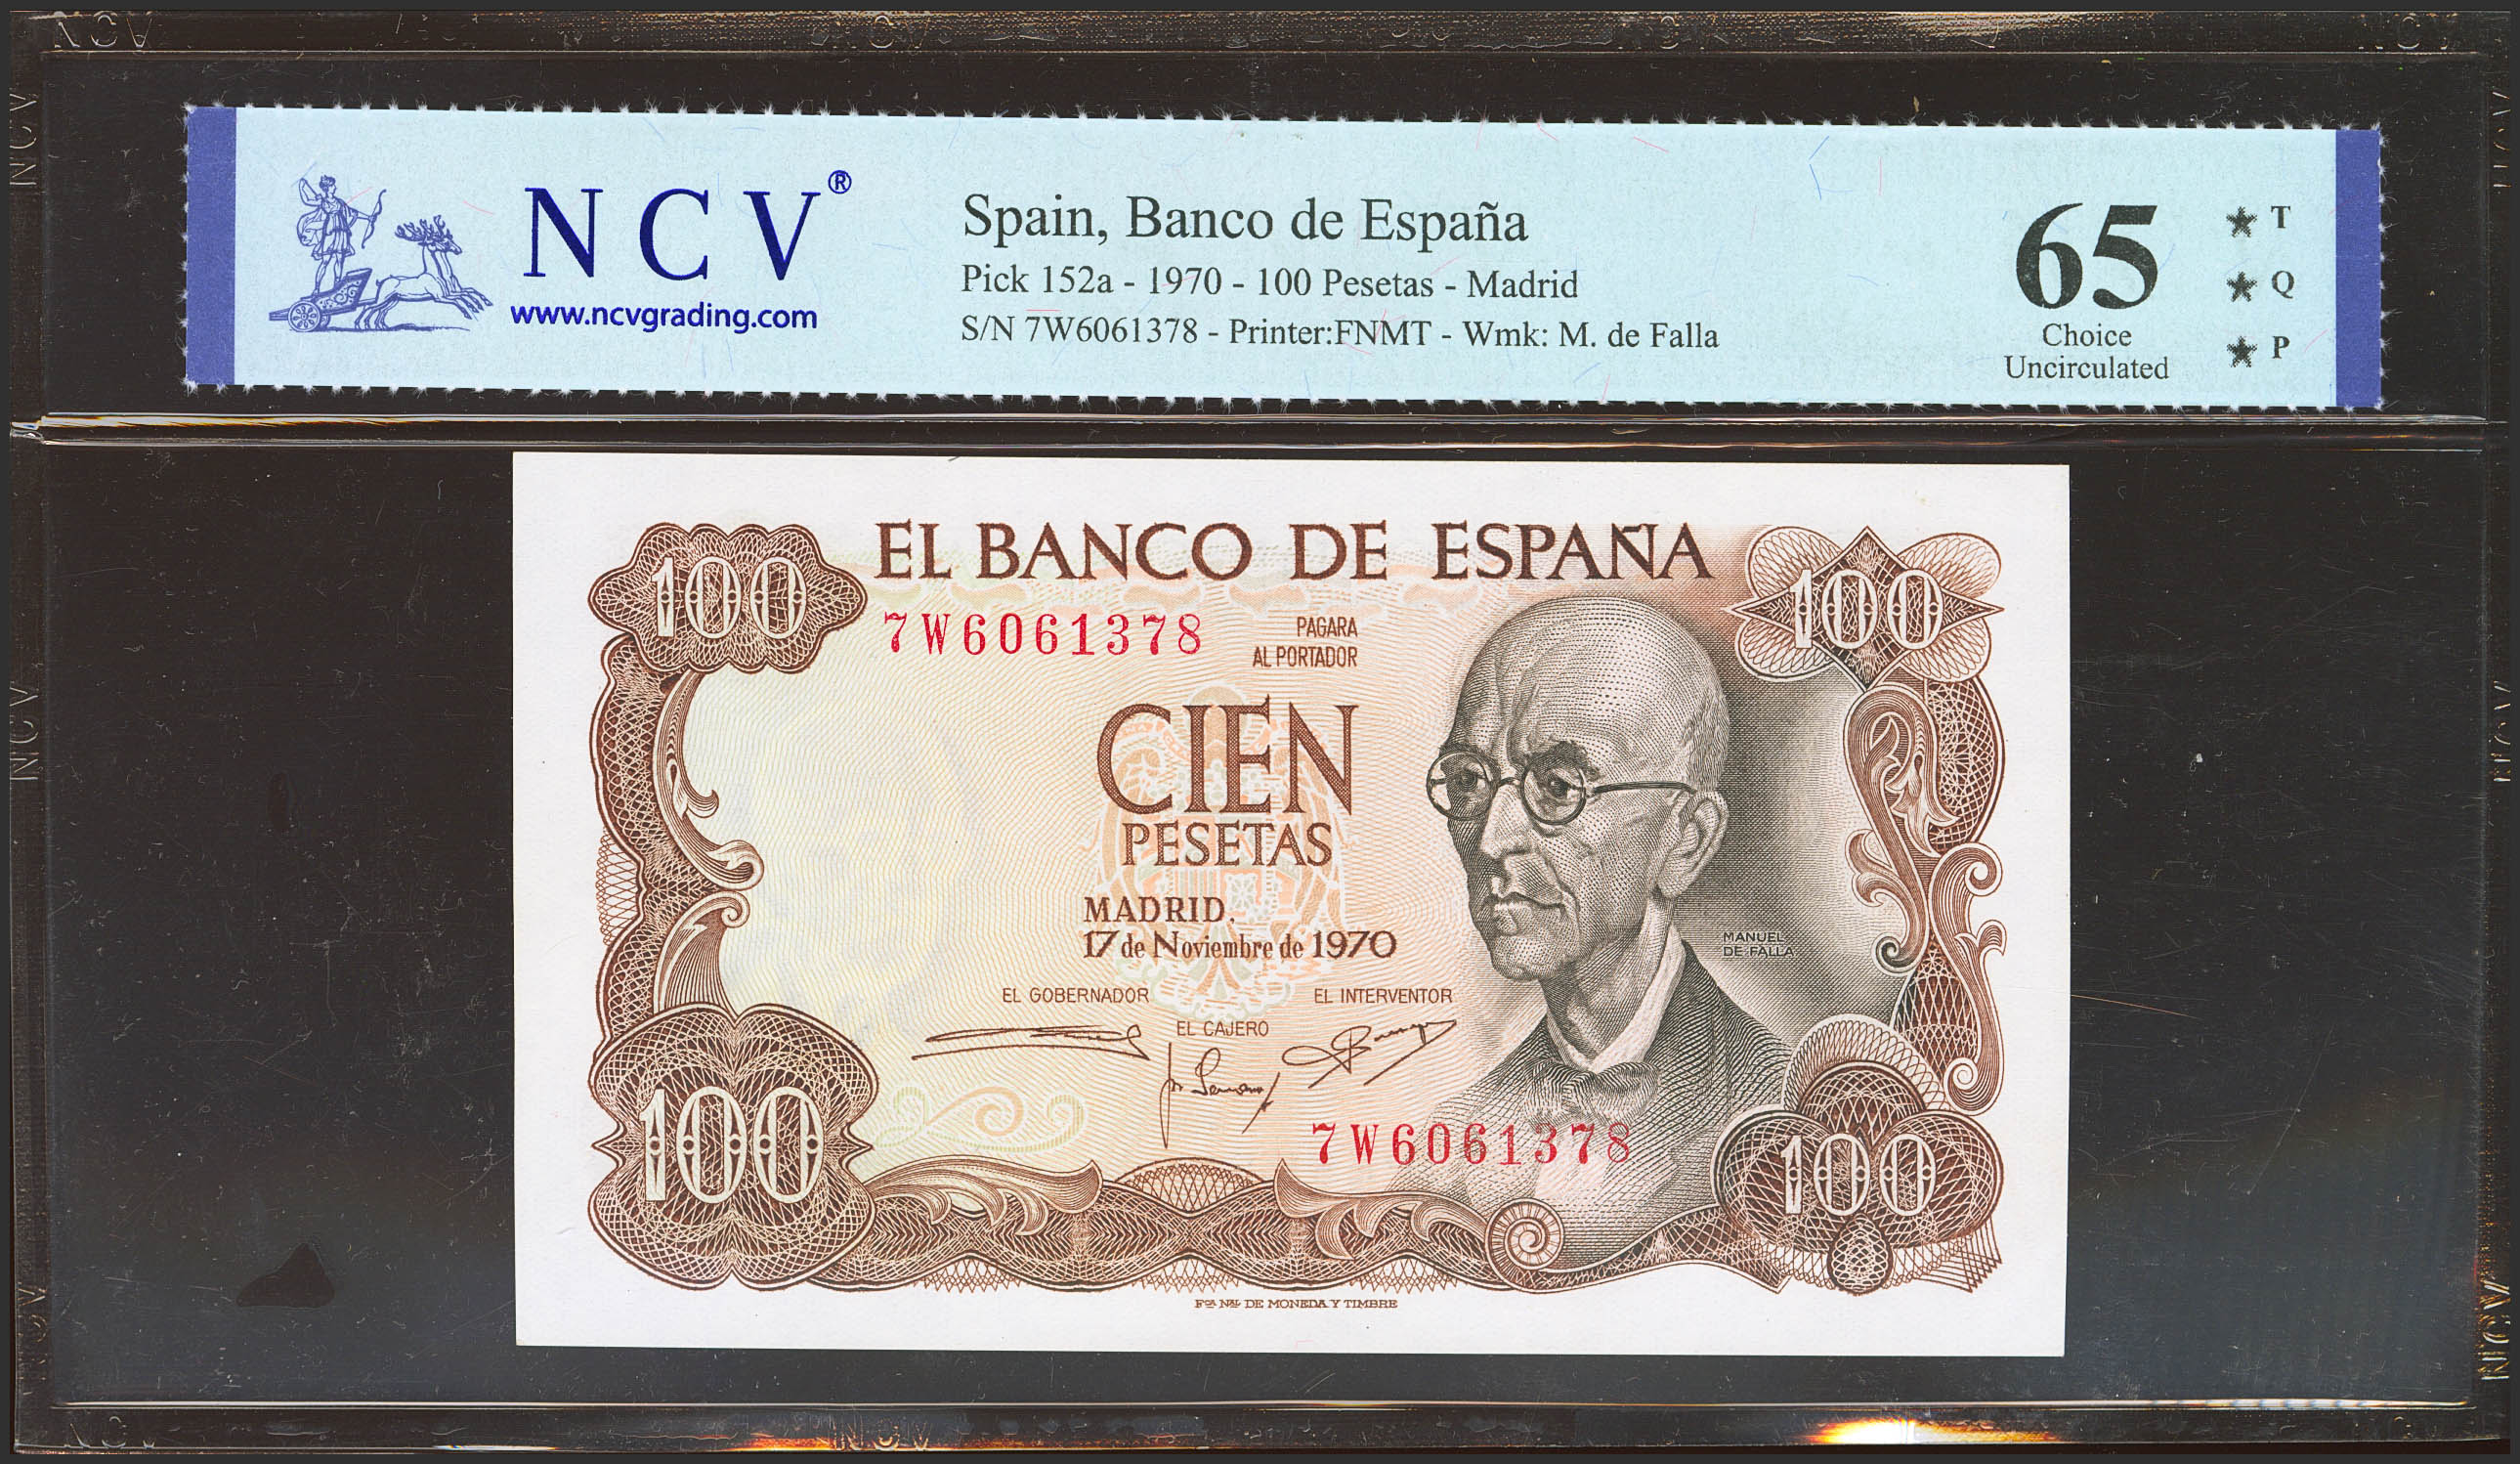 NCV®
www.ncvgrading.com
Spain, Banco de España
Pick 152a - 1970 - 100 Pesetas - Madrid
S/N 7W6061378 - Printer:FNMT - Wmk: M. de Falla
65
Choice
Uncirculated
★ T
★ Q
★ P
100
EL BANCO DE ESPAÑA
100
7W6061378
PAGARA
AL PORTADOR
CIEN
PESETAS
MADRID,
17 de Noviembre de 1970
MANUEL
DE FALLA
EL GOBERNADOR
EL INTERVENTOR
EL CAJERO
7W6061378
100
100
Fca. Nal. DE MONEDA Y TIMBRE